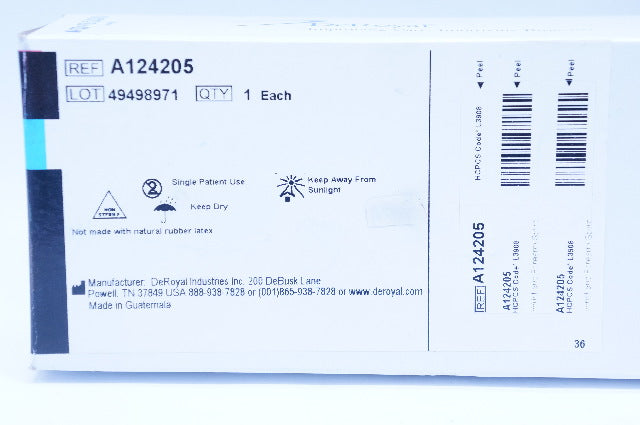 DeRoyal
REF A124205
LOT 49498971 QTY 1 Each
Single Patient Use
Keep Away From
Sunlight
NON
STERILE
Keep Dry
Not made with natural rubber latex
Manufacturer: DeRoyal Industries Inc. 200 DeBusk Lane
Powell, TN 37849 USA 888-938-7828 or (001)865-938-7828 or www.deroyal.com
Made in Guatemala
REF A124205
HCPCS Code: L3908
Peel
A124205
HCPCS Code: L3908
Peel
A124205
HCPCS Code: L3908
36